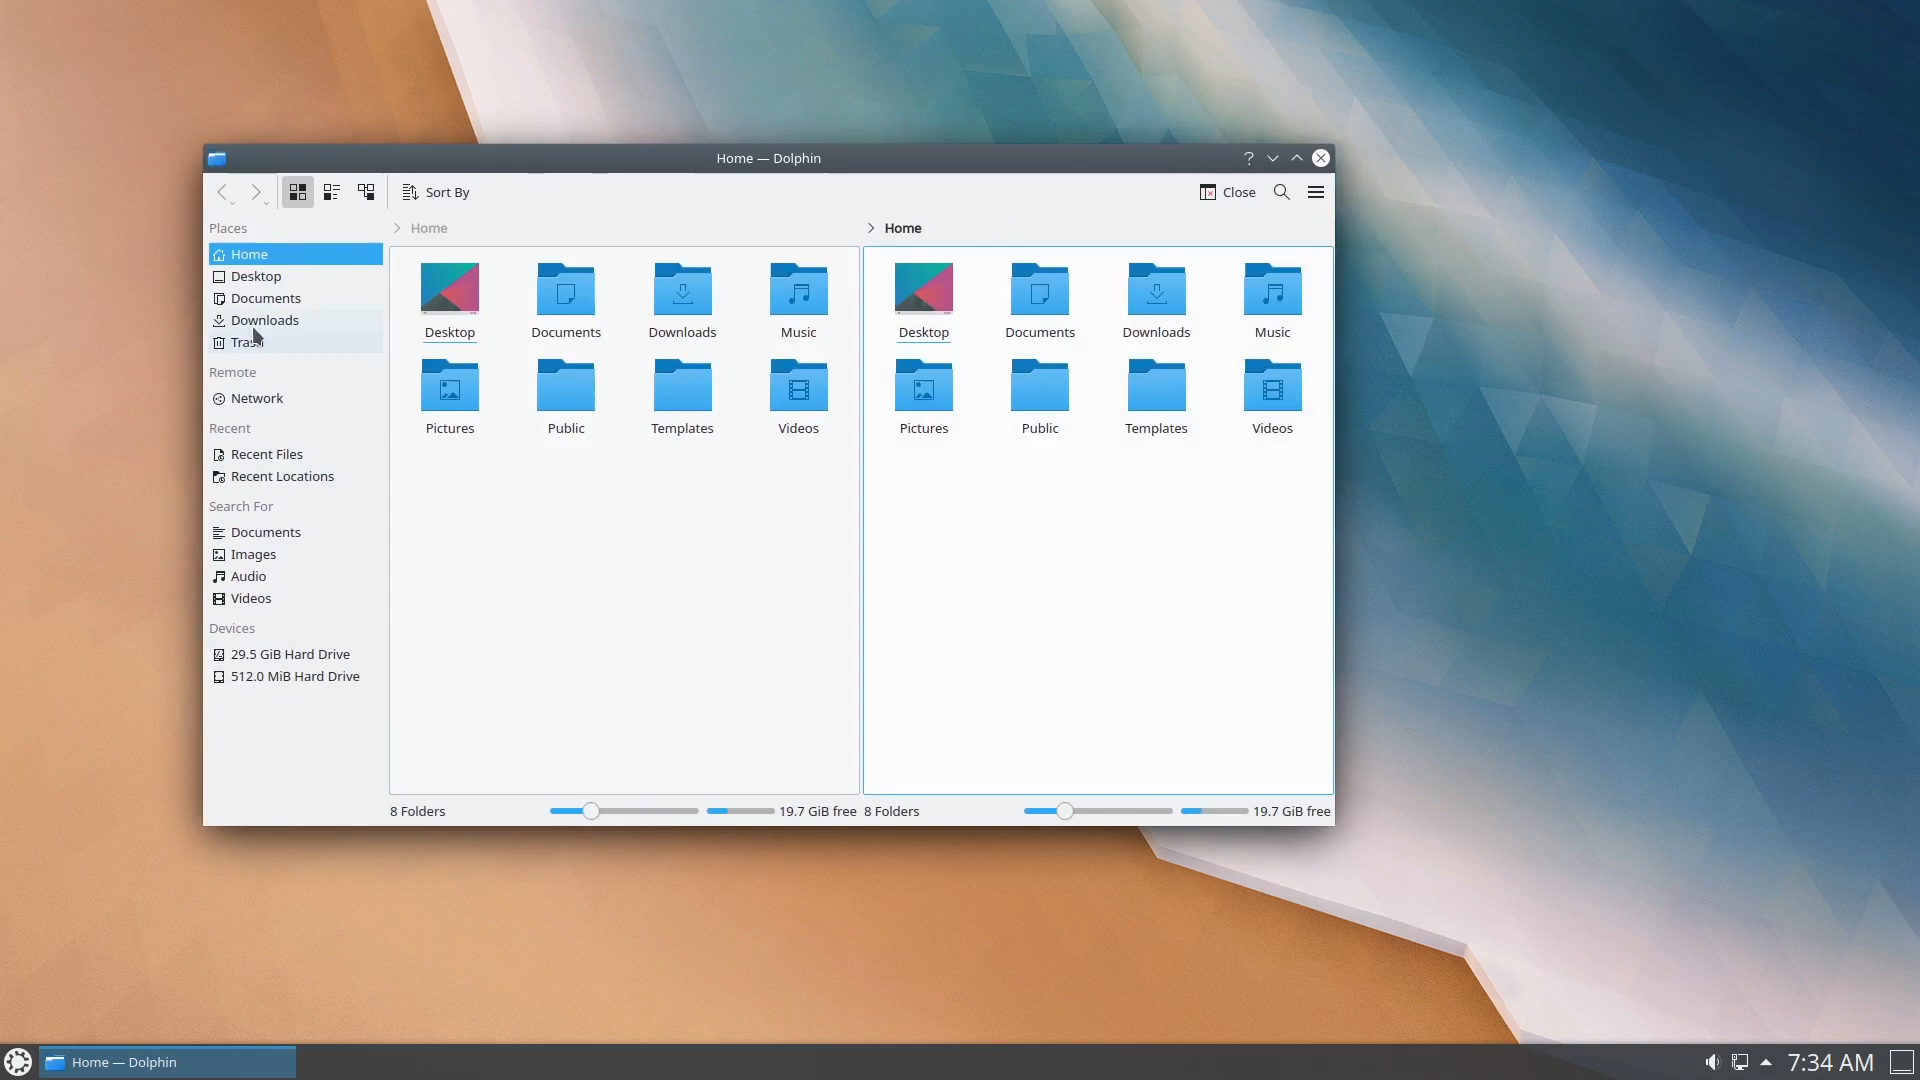 Home — Dolphin
Sort By
Close
Places
Home
Desktop
Documents
Downloads
Trash
Remote
Network
Recent
Recent Files
Recent Locations
Search For
Documents
Images
Audio
Videos
Devices
29.5 GiB Hard Drive
512.0 MiB Hard Drive
Home
Desktop Documents Downloads Music
Pictures Public Templates Videos
8 Folders 19.7 GiB free
Home
Desktop Documents Downloads Music
Pictures Public Templates Videos
8 Folders 19.7 GiB free
Home — Dolphin
7:34 AM